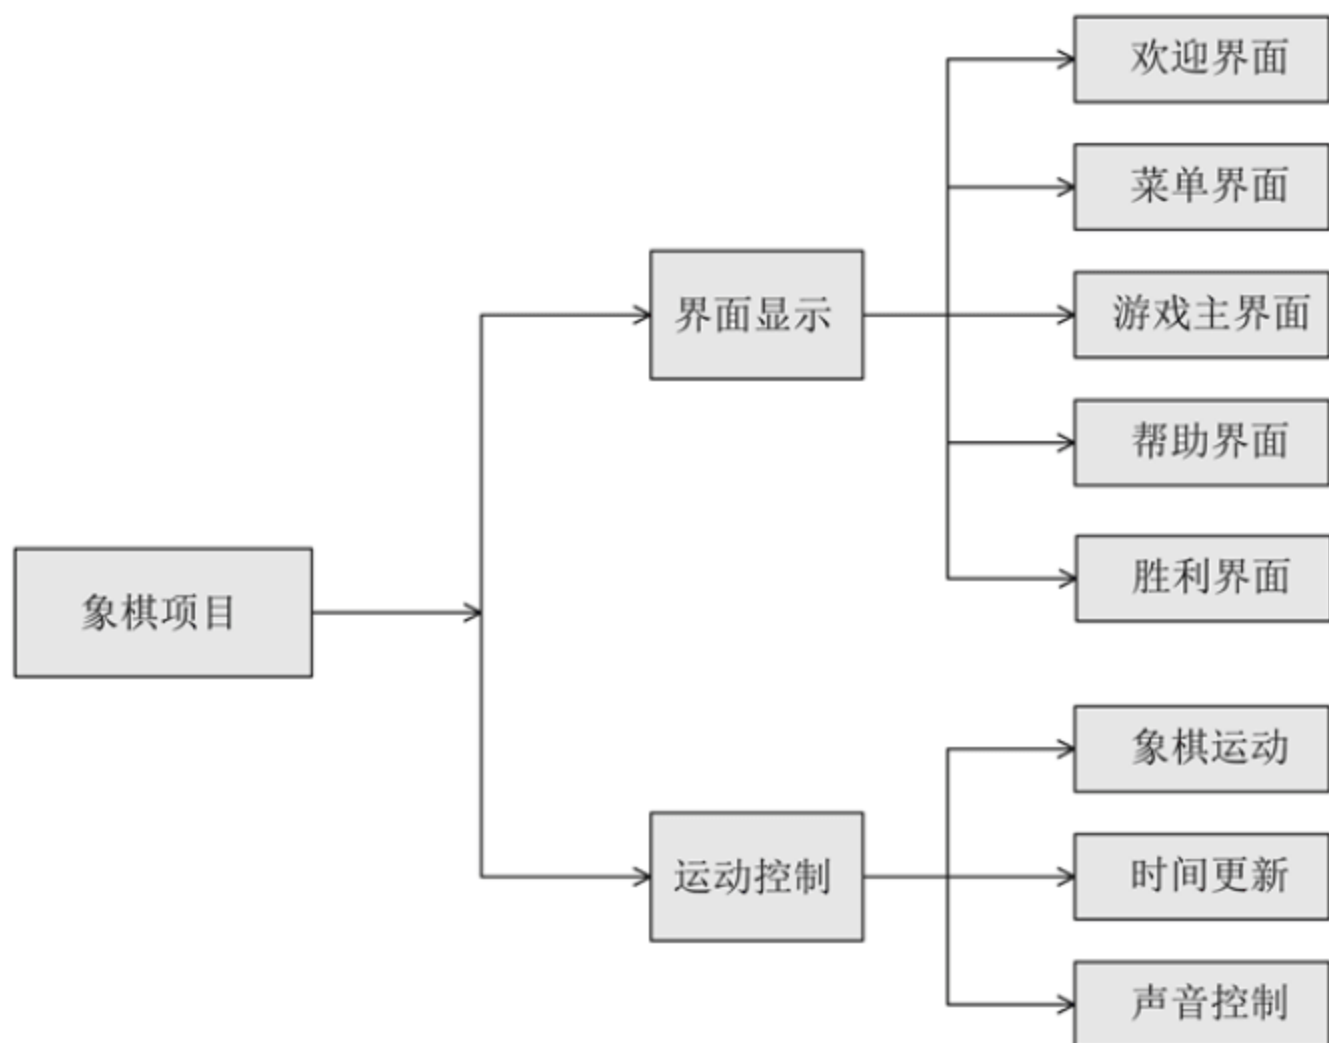 欢迎界面
菜单界面
界面显示
游戏主界面
帮助界面
胜利界面
象棋项目
象棋运动
运动控制
时间更新
声音控制